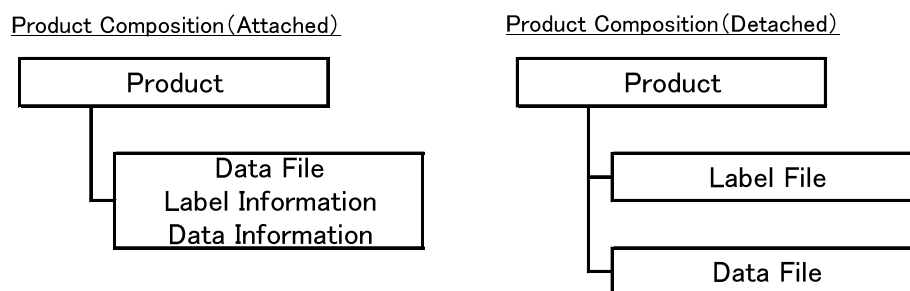 Product Composition(Attached)
Product
Data File
Label Information
Data Information
Product Composition(Detached)
Product
Label File
Data File